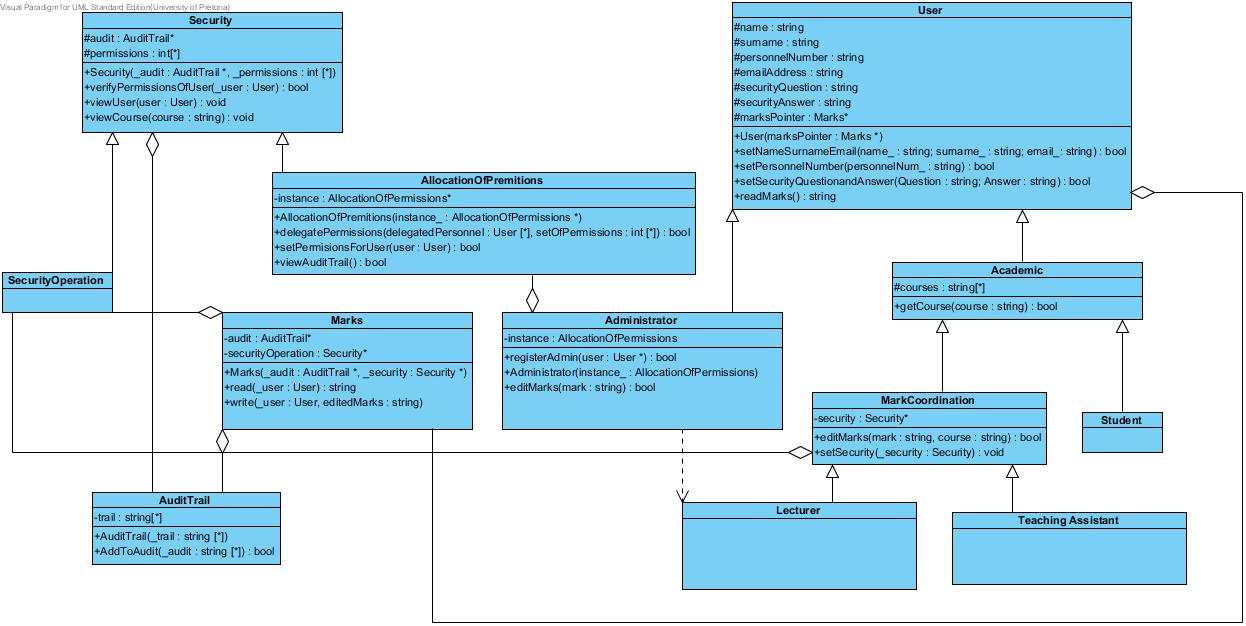 Visual Paradigm for UML Standard Edition(University of Pretoria)
Security
#audit : AuditTrail*
#permissions : int[*]
+Security(_audit : AuditTrail *, _permissions : int [*])
+verifyPermissionsOfUser(_user : User) : bool
+viewUser(user : User) : void
+viewCourse(course : string) : void
User
#name : string
#surname : string
#personnelNumber : string
#emailAddress : string
#securityQuestion : string
#securityAnswer : string
#marksPointer : Marks*
+User(marksPointer : Marks *)
+setNameSurnameEmail(name_ : string; surname_ : string; email_: string) : bool
+setPersonnelNumber(personnelNum_ : string) : bool
+setSecurityQuestionandAnswer(Question : string; Answer : string) : bool
+readMarks() : string
AllocationOfPremitions
-instance : AllocationOfPermissions*
+AllocationOfPremitions(instance_ : AllocationOfPermissions *)
+delegatePermissions(delegatedPersonnel : User [*], setOfPermissions : int [*]) : bool
+setPermisionsForUser(user : User) : bool
+viewAuditTrail() : bool
SecurityOperation
Academic
#courses : string[*]
+getCourse(course : string) : bool
Marks
-audit : AuditTrail*
-securityOperation : Security*
+Marks(_audit : AuditTrail *, _security : Security *)
+read(_user : User) : string
+write(_user : User, editedMarks : string)
Administrator
-instance : AllocationOfPermissions
+registerAdmin(user : User *) : bool
+Administrator(instance_ : AllocationOfPermissions)
+editMarks(mark : string) : bool
MarkCoordination
-security : Security*
+editMarks(mark : string, course : string) : bool
+setSecurity(_security : Security) : void
Student
AuditTrail
-trail : string[*]
+AuditTrail(_trail : string [*])
+AddToAudit(_audit : string [*]) : bool
Lecturer
Teaching Assistant